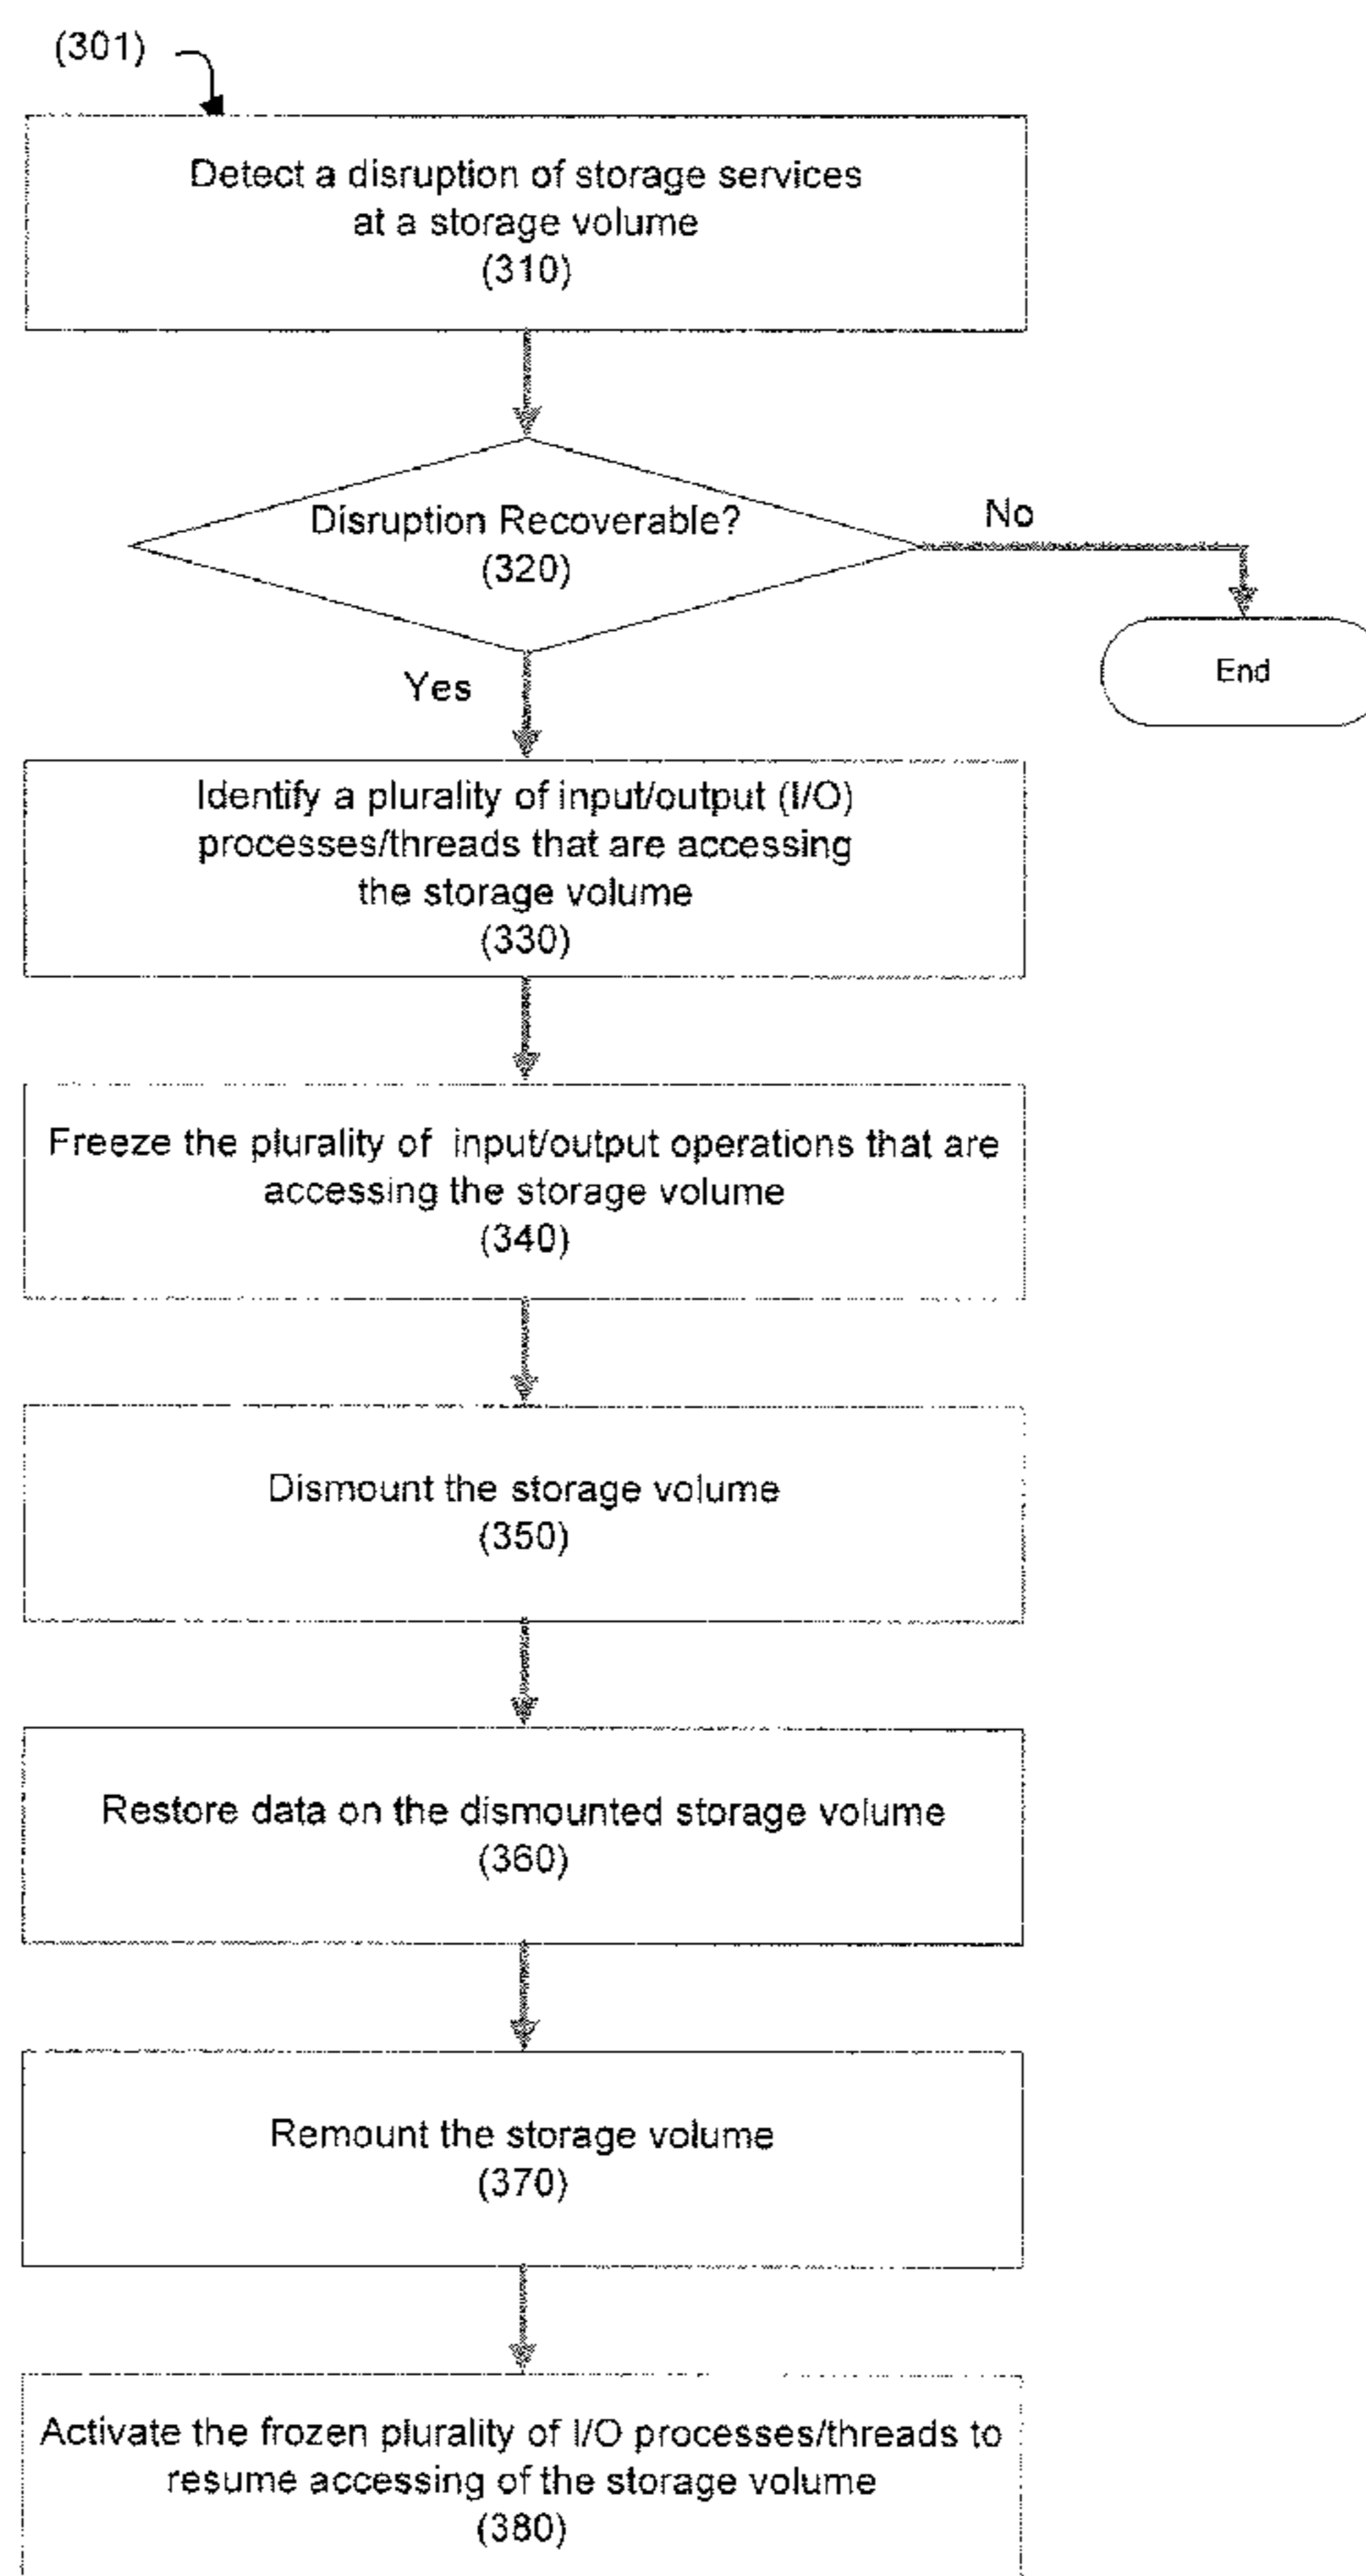 (301)
Detect a disruption of storage services
at a storage volume
(310)
Disruption Recoverable?
(320)
No
End
Yes
Identify a plurality of input/output (I/O)
processes/threads that are accessing
the storage volume
(330)
Freeze the plurality of input/output operations that are
accessing the storage volume
(340)
Dismount the storage volume
(350)
Restore data on the dismounted storage volume
(360)
Remount the storage volume
(370)
Activate the frozen plurality of I/O processes/threads to
resume accessing of the storage volume
(380)